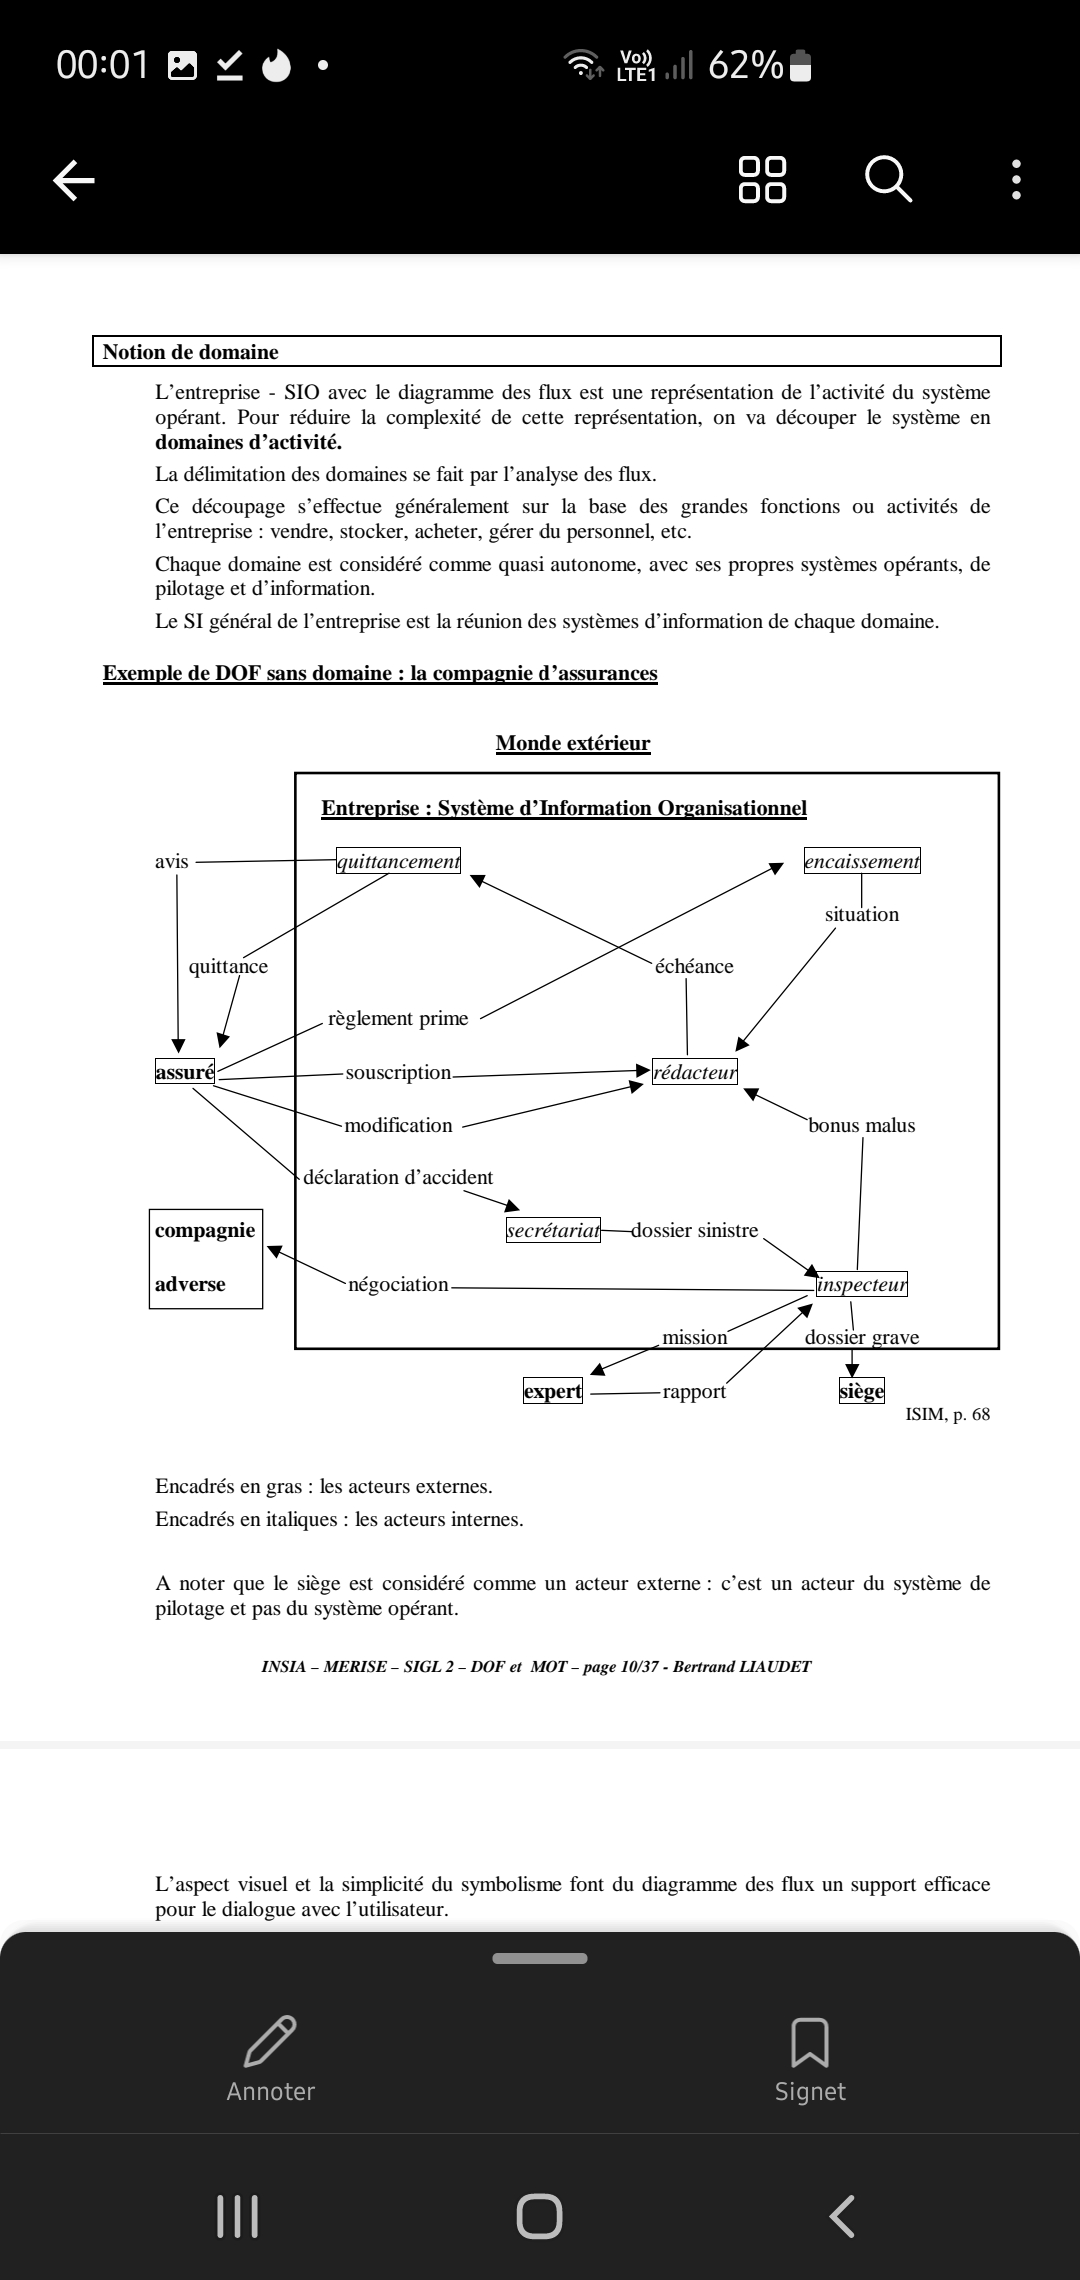 00:01
Vo))
LTE1
62%
Notion de domaine
L’entreprise - SIO avec le diagramme des flux est une représentation de l’activité du système
opérant. Pour réduire la complexité de cette représentation, on va découper le système en
domaines d’activité.
La délimitation des domaines se fait par l’analyse des flux.
Ce découpage s’effectue généralement sur la base des grandes fonctions ou activités de
l’entreprise : vendre, stocker, acheter, gérer du personnel, etc.
Chaque domaine est considéré comme quasi autonome, avec ses propres systèmes opérants, de
pilotage et d’information.
Le SI général de l’entreprise est la réunion des systèmes d’information de chaque domaine.
Exemple de DOF sans domaine : la compagnie d’assurances
Monde extérieur
Entreprise : Système d’Information Organisationnel
avis quittancement encaissement
situation
quittance échéance
règlement prime
assuré souscription rédacteur
modification bonus malus
déclaration d’accident
compagnie secrétariat dossier sinistre
adverse négociation inspecteur
mission dossier grave
expert rapport siège
ISIM, p. 68
Encadrés en gras : les acteurs externes.
Encadrés en italiques : les acteurs internes.
A noter que le siège est considéré comme un acteur externe : c’est un acteur du système de
pilotage et pas du système opérant.
INSIA – MERISE – SIGL 2 – DOF et MOT – page 10/37 - Bertrand LIAUDET
L’aspect visuel et la simplicité du symbolisme font du diagramme des flux un support efficace
pour le dialogue avec l’utilisateur.
Annoter Signet